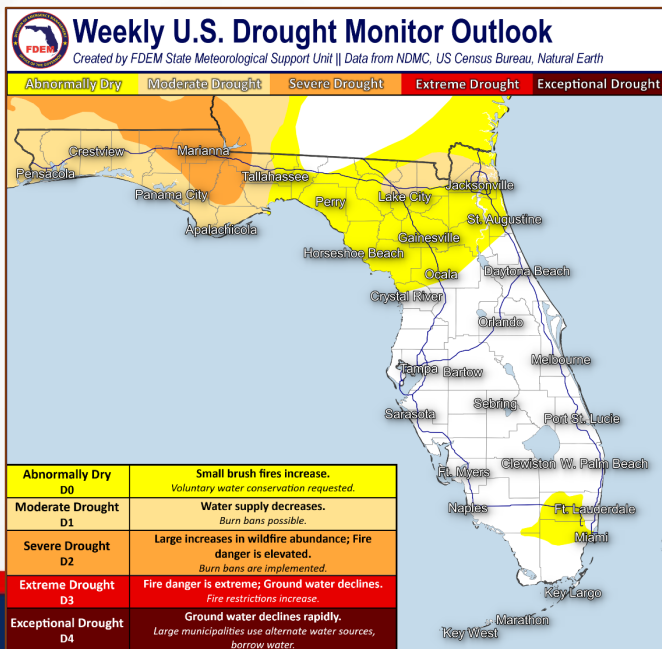 Weekly U.S. Drought Monitor Outlook
FDEM
Created by FDEM State Meteorological Support Unit || Data from NDMC, US Census Bureau, Natural Earth
Abnormally Dry Moderate Drought Severe Drought Extreme Drought Exceptional Drought
Crestview
Marianna
Pensacola
Tallahassee
Jacksonville
Panama City
Perry
Lake City
St. Augustine
Apalachicola
Gainesville
Horseshoe Beach
Ocala
Daytona Beach
Crystal River
Orlando
Melbourne
Tampa
Bartow
Sebring
Sarasota
Port St. Lucie
Clewiston W. Palm Beach
Ft. Myers
Naples
Ft. Lauderdale
Miami
Key Largo
Marathon
Key West
Abnormally Dry
D0
Small brush fires increase.
Voluntary water conservation requested.
Moderate Drought
D1
Water supply decreases.
Burn bans possible.
Severe Drought
D2
Large increases in wildfire abundance; Fire
danger is elevated.
Burn bans are implemented.
Extreme Drought
D3
Fire danger is extreme; Ground water declines.
Fire restrictions increase.
Exceptional Drought
D4
Ground water declines rapidly.
Large municipalities use alternate water sources,
borrow water.